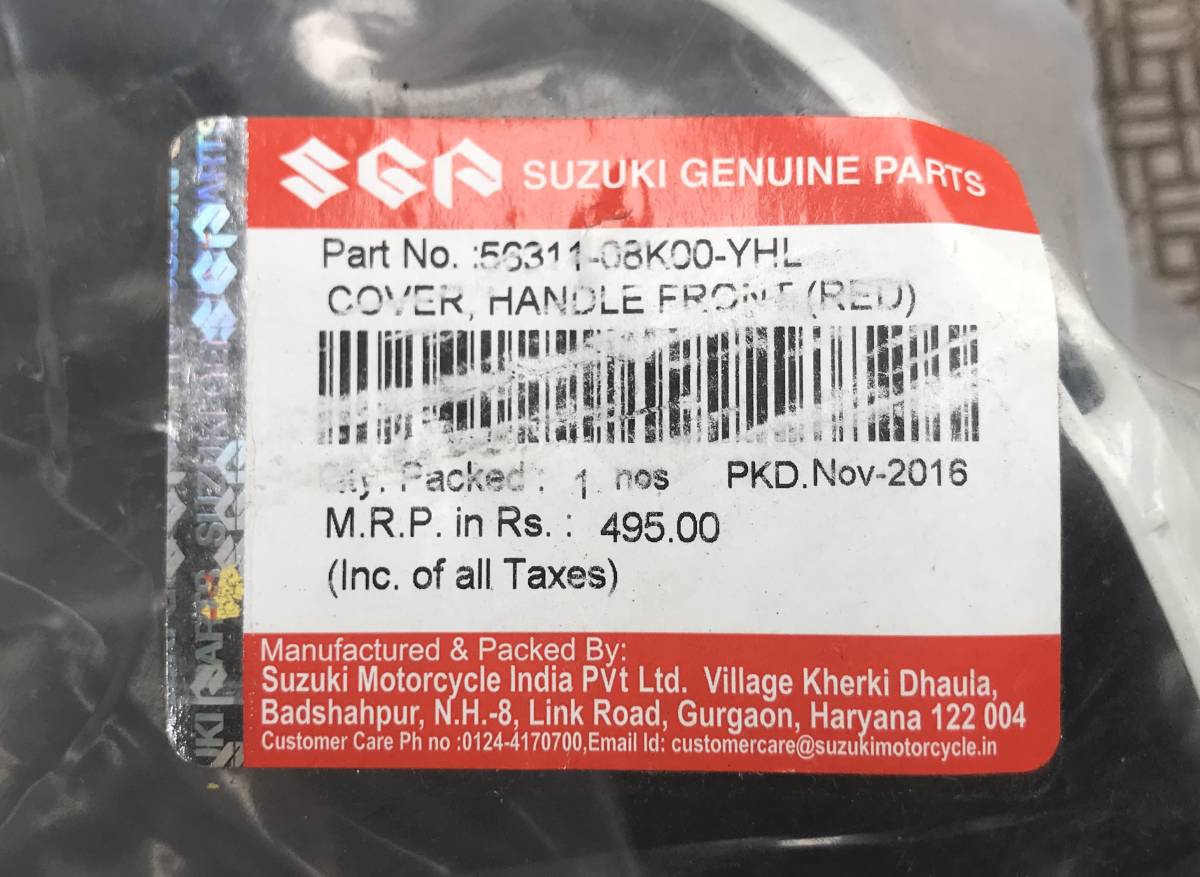 SGP SUZUKI GENUINE PARTS
Part No. :56311-08K00-YHL
COVER, HANDLE FRONT (RED)
Qty. Packed : 1 nos PKD.Nov-2016
M.R.P. in Rs. : 495.00
(Inc. of all Taxes)
Manufactured & Packed By:
Suzuki Motorcycle India Pvt Ltd. Village Kherki Dhaula,
Badshahpur, N.H.-8, Link Road, Gurgaon, Haryana 122 004
Customer Care Ph no :0124-4170700,Email Id: customercare@suzukimotorcycle.in